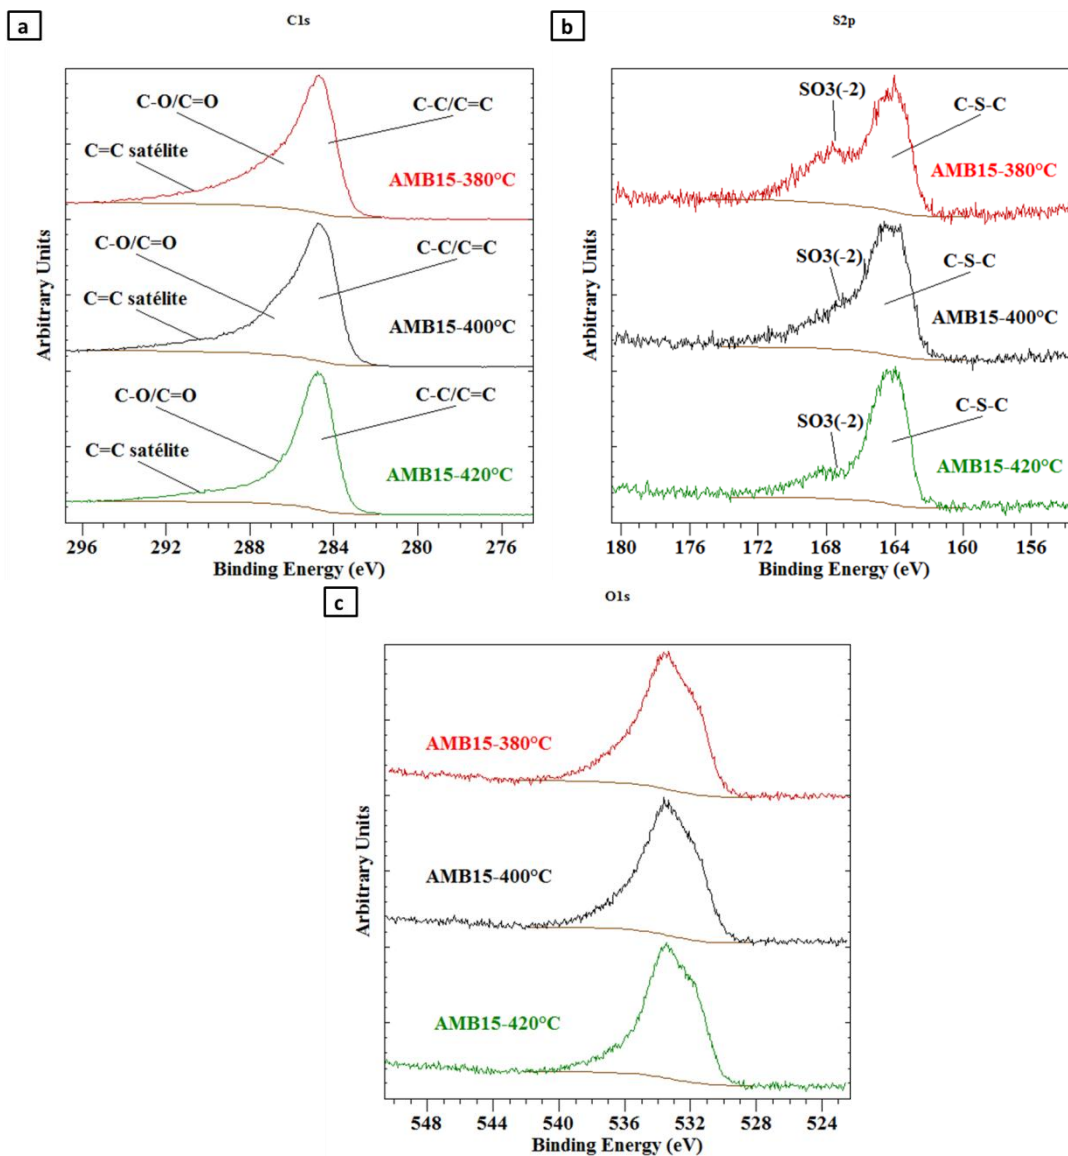 a
C1s
C-O/C=O
C-C/C=C
C=C satélite
AMB15-380°C
C-O/C=O
C-C/C=C
C=C satélite
AMB15-400°C
C-O/C=O
C-C/C=C
C=C satélite
AMB15-420°C
Arbitrary Units
296 292 288 284 280 276
Binding Energy (eV)
b
S2p
SO3(-2)
C-S-C
AMB15-380°C
SO3(-2)
C-S-C
AMB15-400°C
SO3(-2)
C-S-C
AMB15-420°C
Arbitrary Units
180 176 172 168 164 160 156
Binding Energy (eV)
c
O1s
AMB15-380°C
AMB15-400°C
AMB15-420°C
Arbitrary Units
548 544 540 536 532 528 524
Binding Energy (eV)